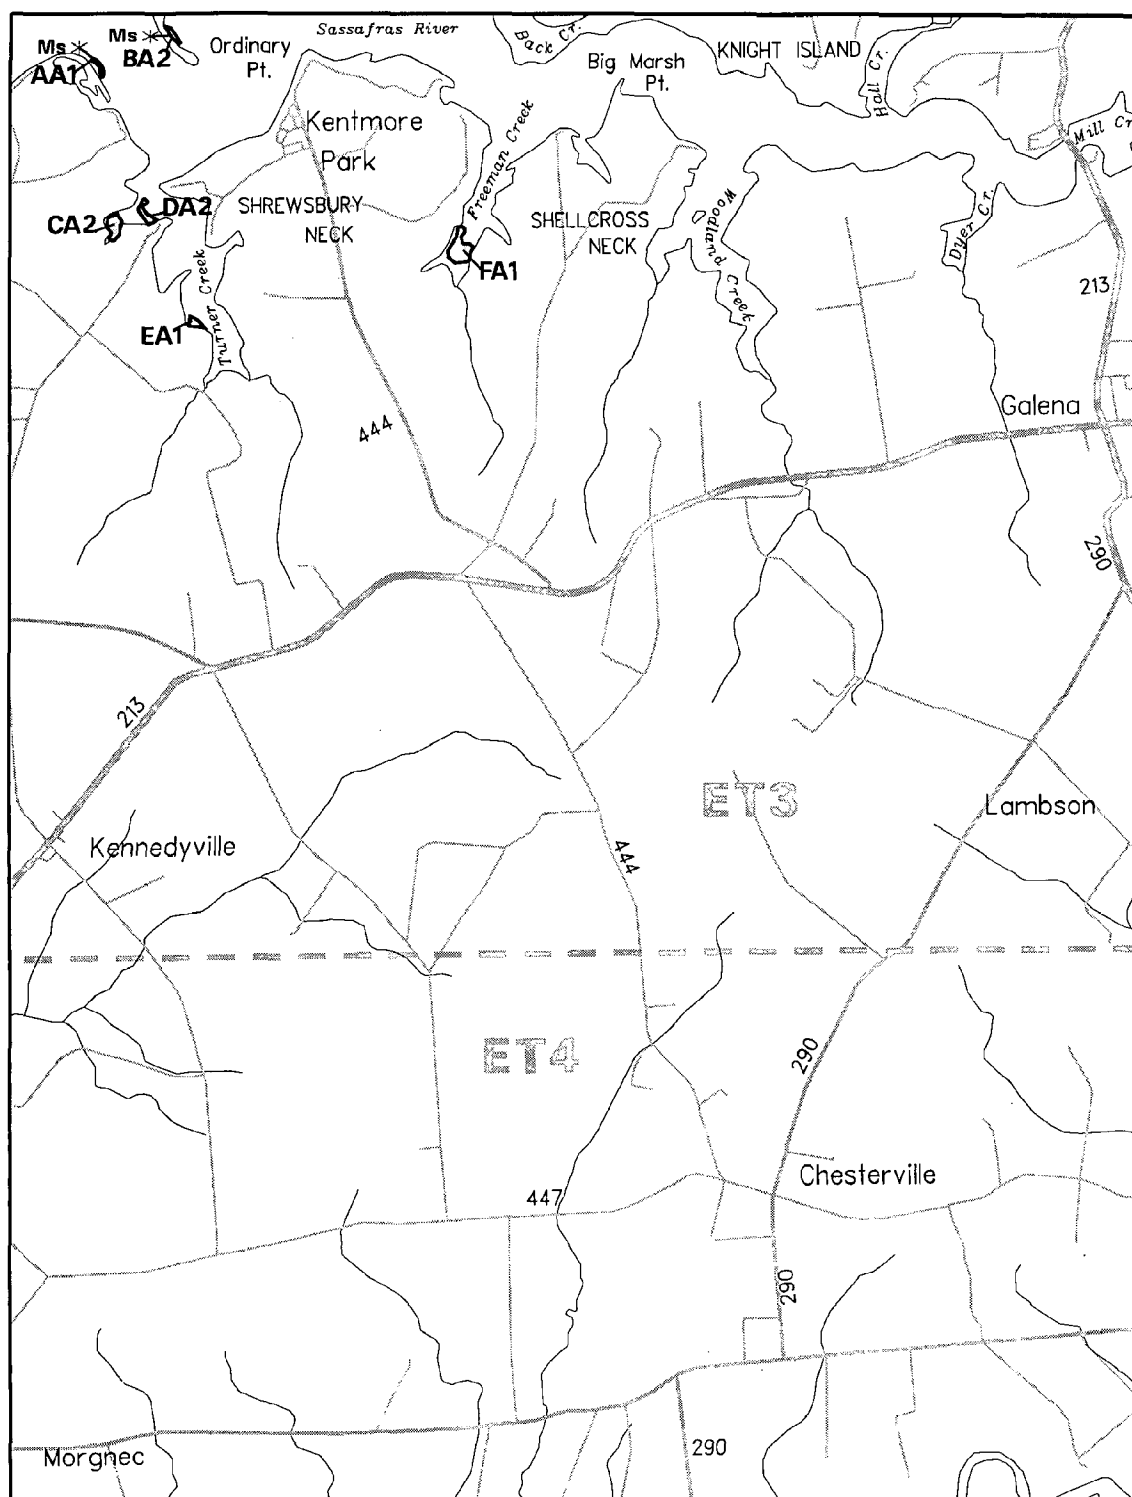 Sassafras River
Ms
Ms
BA2
AA1
Ordinary
Pt.
Back Cr.
KNIGHT ISLAND
Big Marsh
Pt.
Hall Cr.
Mill Cr
Kentmore
Park
Freeman Creek
SHREWSBURY
NECK
SHELLCROSS
NECK
Woodland Creek
Dyer Cr.
CA2
DA2
FA1
EA1
Turner Creek
213
444
Galena
290
213
ET3
Lambson
Kennedyville
444
ET4
290
Chesterville
447
290
Morgnec
290